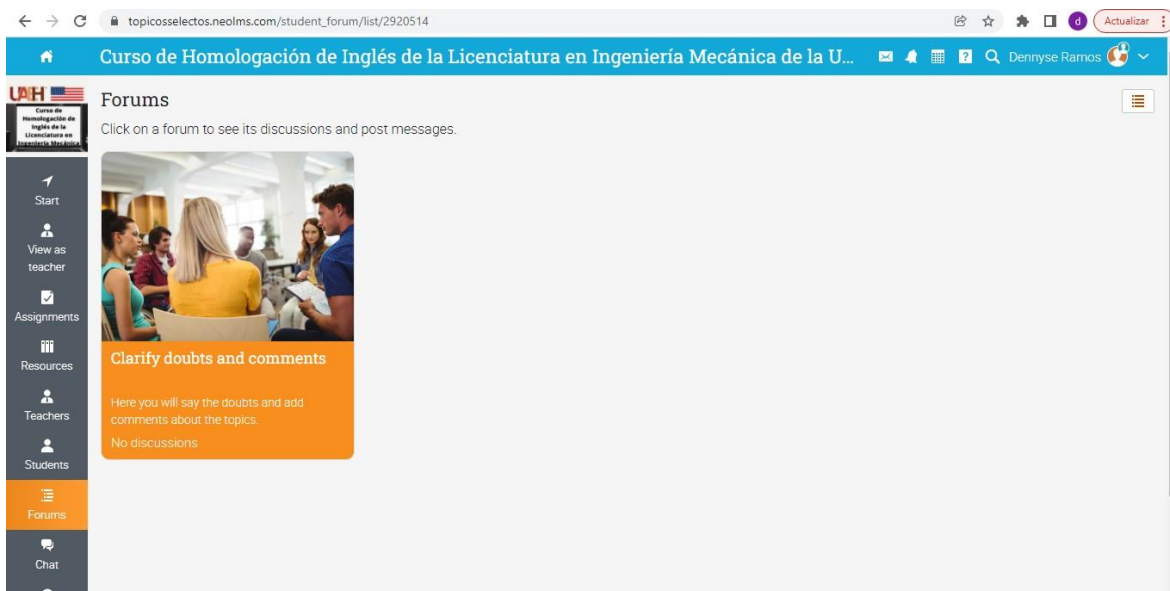 topicosselectos.neolms.com/student_forum/list/2920514
d
Actualizar
Curso de Homologación de Inglés de la Licenciatura en Ingeniería Mecánica de la U...
?
Dennyse Ramos
UAEH
Curso de
Homologación de
Inglés de la
Licenciatura en
Ingeniería Mecánica
Forums
Click on a forum to see its discussions and post messages.
Start
View as
teacher
Assignments
Resources
Teachers
Students
Forums
Chat
Clarify doubts and comments
Here you will say the doubts and add
comments about the topics.
No discussions